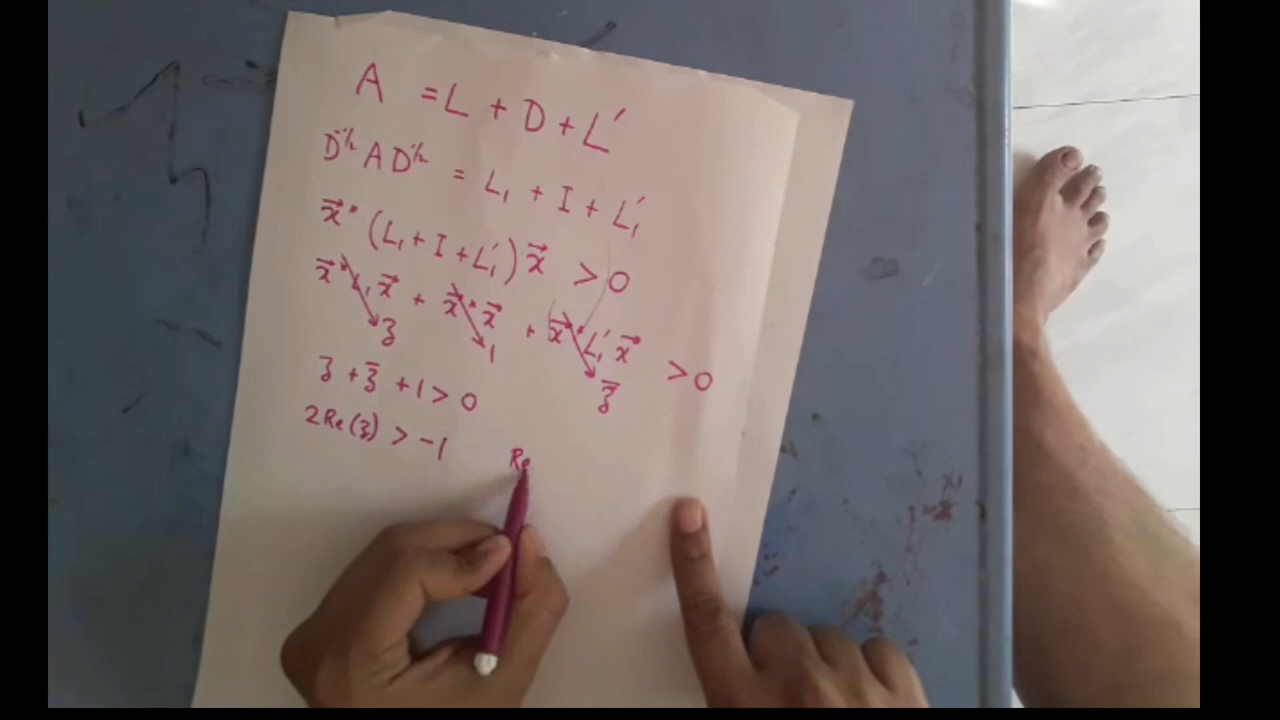 A = L + D + L'
D^-½ A D^-½ = L₁ + I + L₁'
x⃗* (L₁ + I + L₁') x⃗ > 0
x⃗* L₁ x⃗ + x⃗* x⃗ + (x⃗* L₁' x⃗ > 0
z 1 z̄
z + z̄ + 1 > 0
2Re(z) > -1 Re